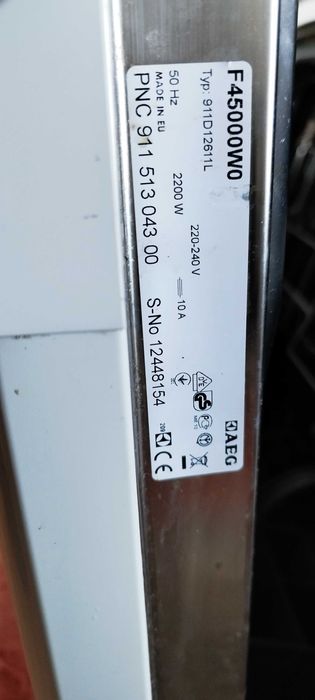 F45000W0
AEG
Typ: 911D12611L
220-240 V
10 A
50 Hz
2200 W
MADE IN EU
PNC 911 513 043 00
S-No 12448154
CE